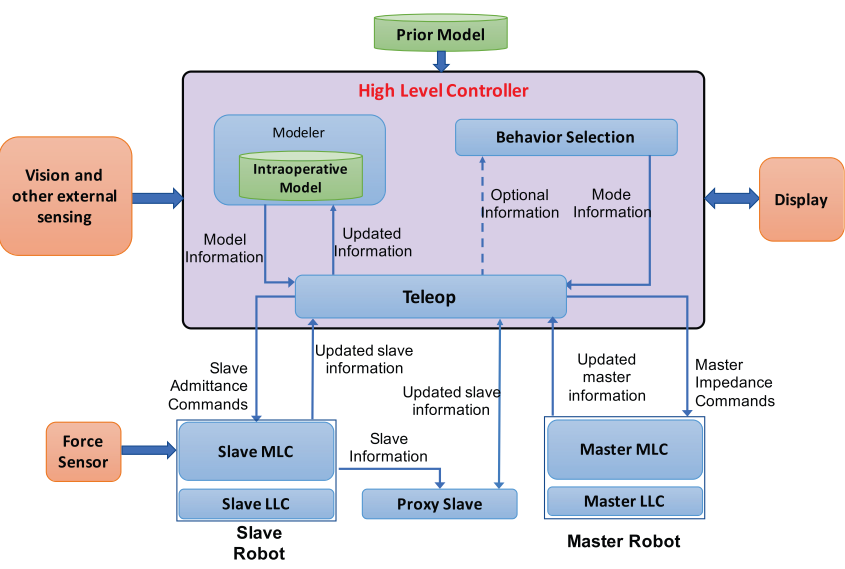 Prior Model
High Level Controller
Modeler
Intraoperative
Model
Behavior Selection
Vision and
other external
sensing
Display
Optional
Information
Mode
Information
Model
Information
Updated
Information
Teleop
Slave
Admittance
Commands
Updated slave
information
Updated slave
information
Updated
master
information
Master
Impedance
Commands
Force
Sensor
Slave MLC
Slave
Information
Master MLC
Slave LLC
Proxy Slave
Master LLC
Slave
Robot
Master Robot